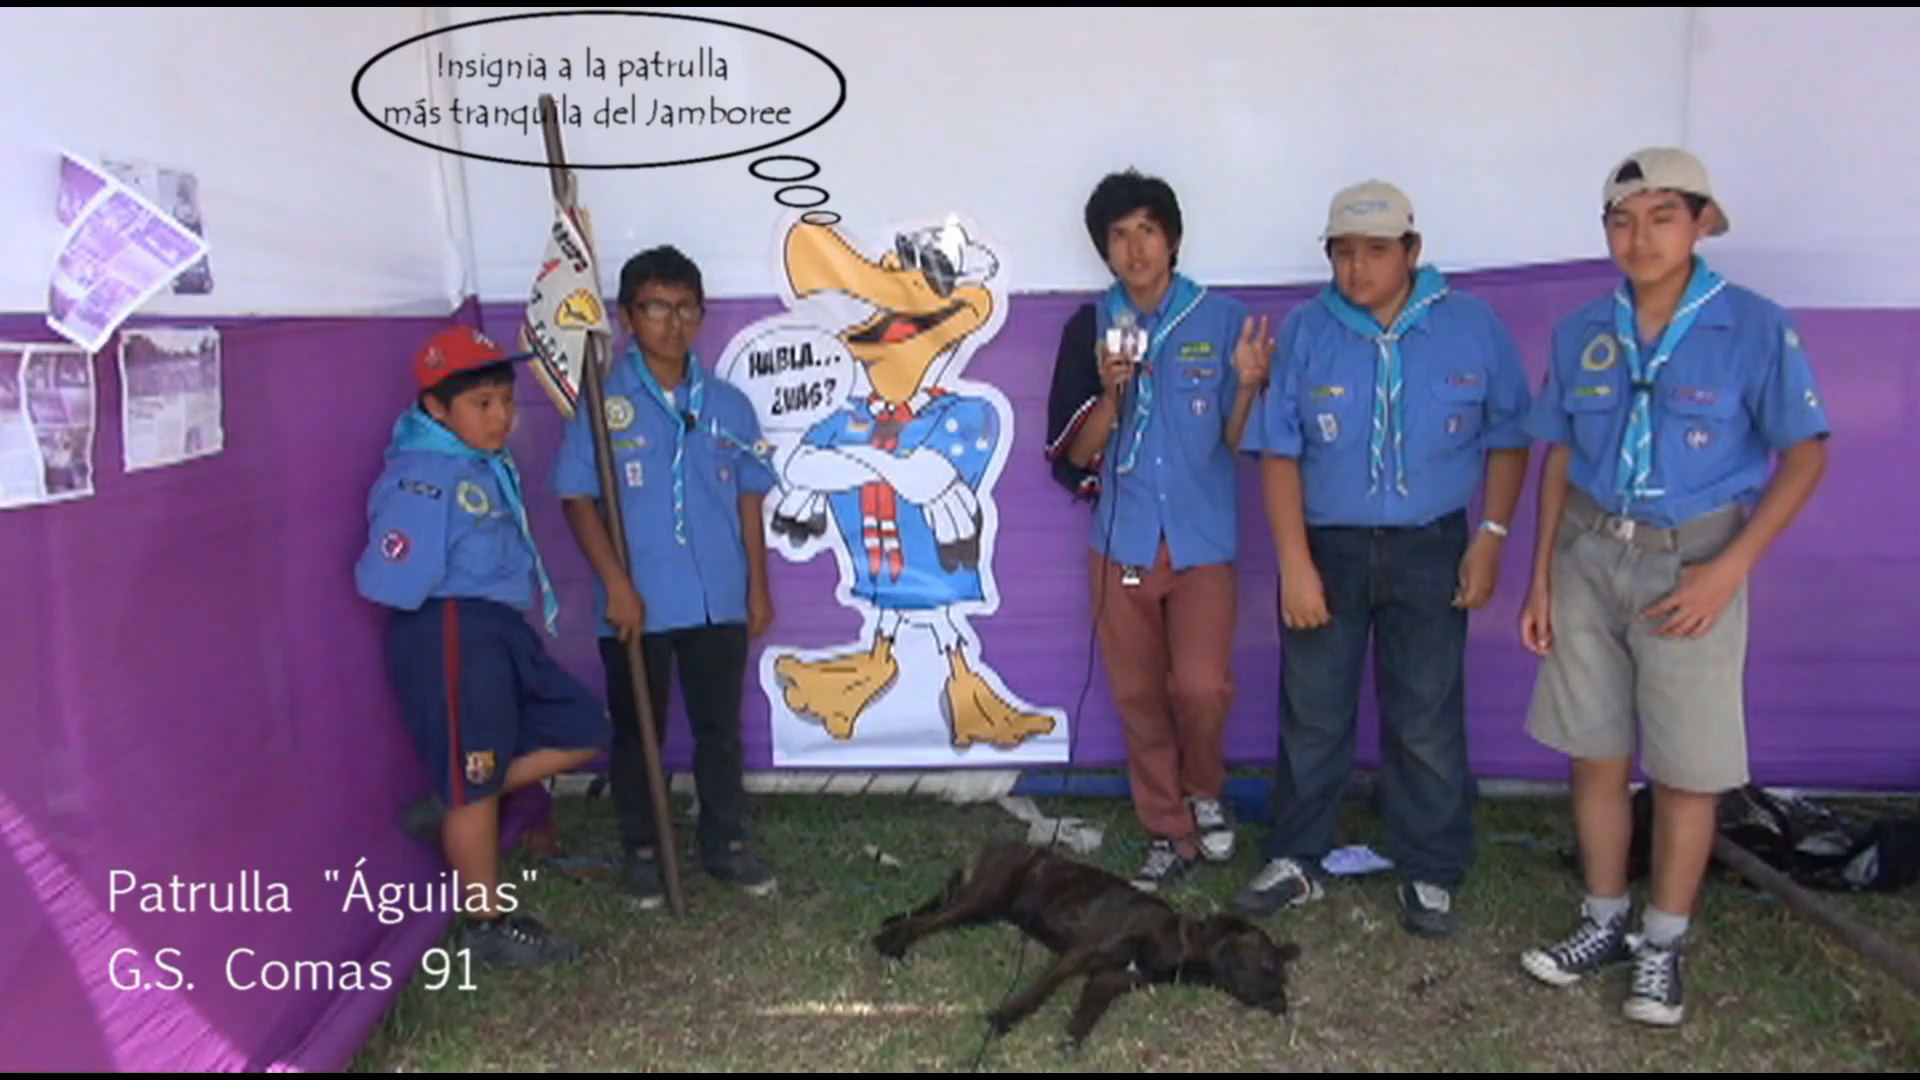 Insignia a la patrulla
más tranquila del Jamboree
HABLA...
¿VAS?
Patrulla "Águilas"
G.S. Comas 91